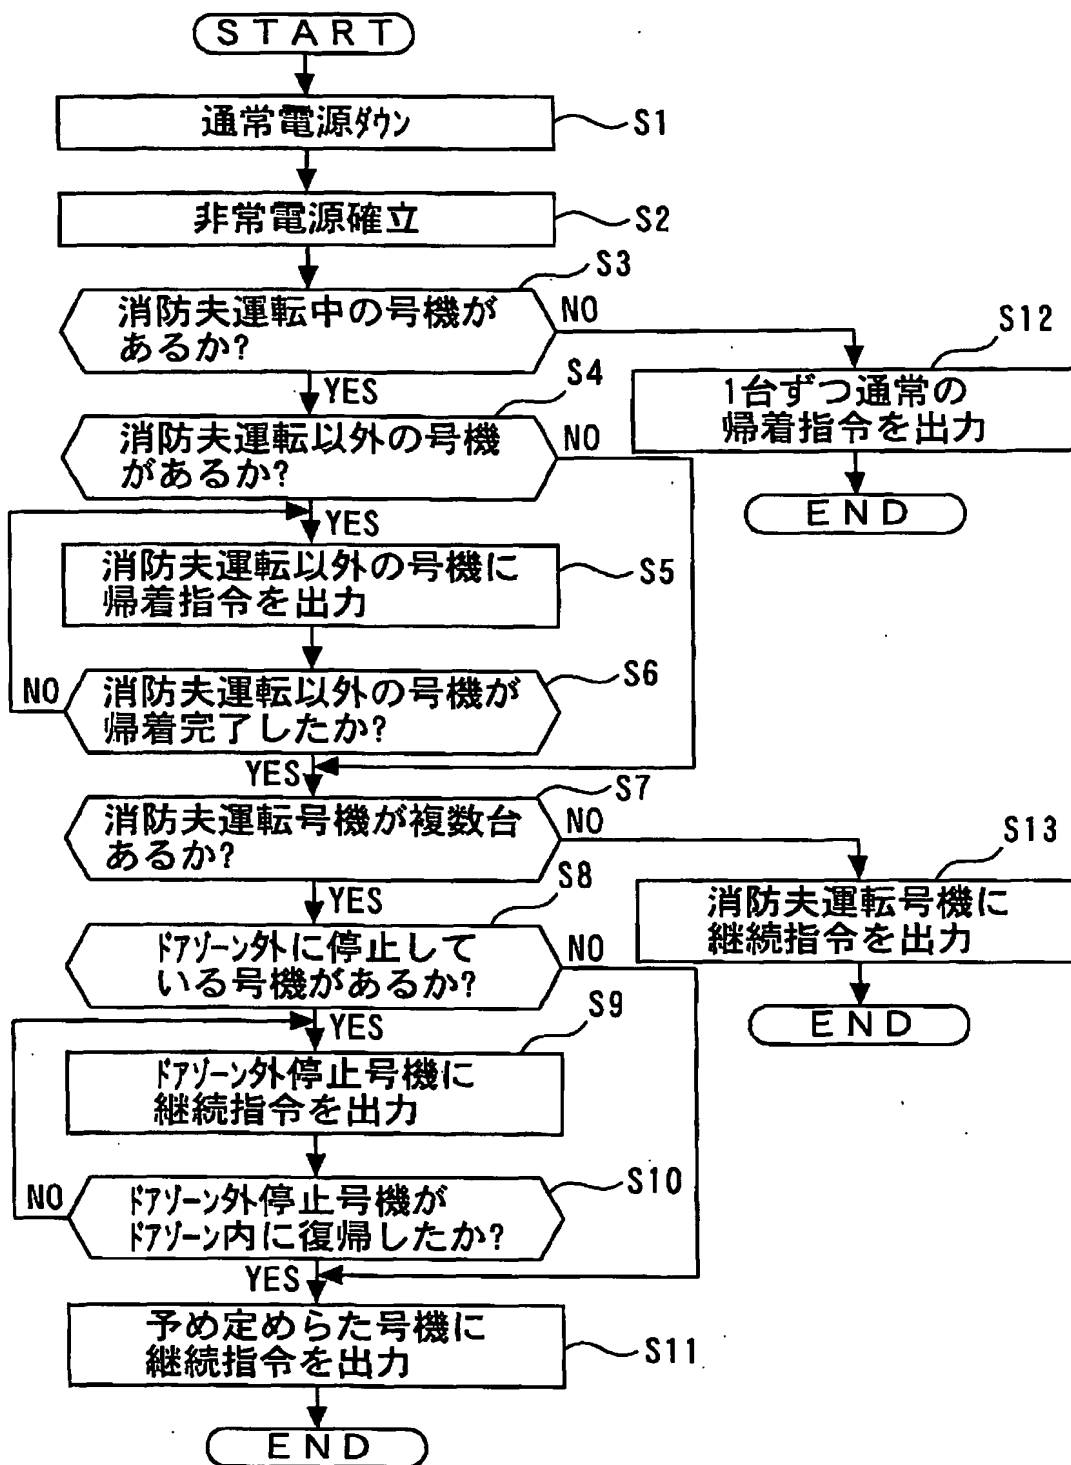 START
通常電源ダウン
S1
非常電源確立
S2
S3
消防夫運転中の号機が
あるか?
NO
S12
YES
1台ずつ通常の
帰着指令を出力
END
S4
消防夫運転以外の号機
があるか?
NO
YES
消防夫運転以外の号機に
帰着指令を出力
S5
NO
消防夫運転以外の号機が
帰着完了したか?
S6
YES
S7
消防夫運転号機が複数台
あるか?
NO
S13
YES
消防夫運転号機に
継続指令を出力
END
S8
ドアゾーン外に停止して
いる号機があるか?
NO
YES
S9
ドアゾーン外停止号機に
継続指令を出力
NO
ドアゾーン外停止号機が
ドアゾーン内に復帰したか?
S10
YES
予め定めらた号機に
継続指令を出力
S11
END